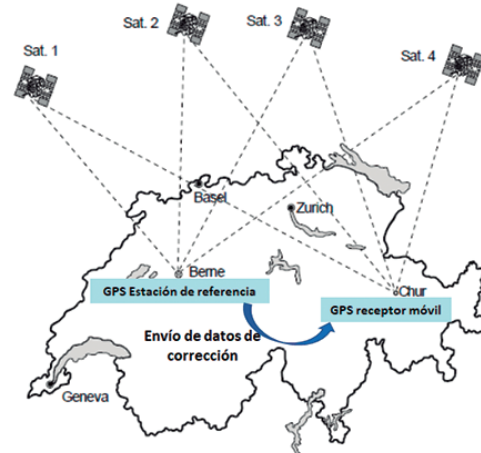 Sat. 1
Sat. 2
Sat. 3
Sat. 4
Basel
Zurich
Berne
GPS Estación de referencia
Chur
GPS receptor móvil
Envío de datos de
corrección
Geneva